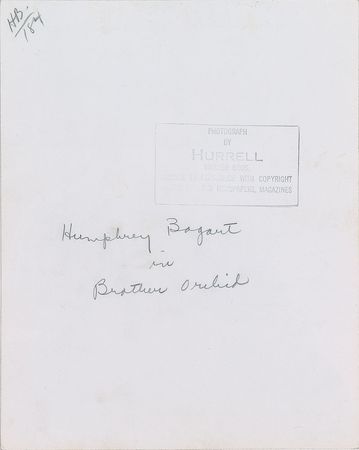 HB.
184
PHOTOGRAPH
BY
HURRELL
WITH COPYRIGHT
NEWSPAPERS, MAGAZINES
Humphrey Bogart
in
Brother Orchid